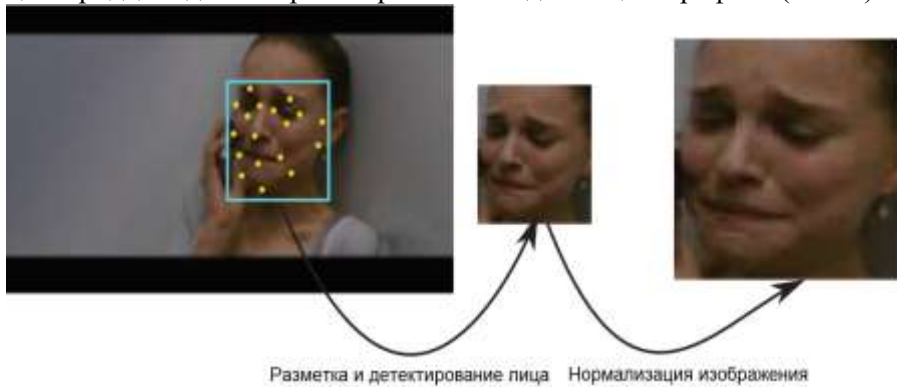 Разметка и детектирование лица
Нормализация изображения